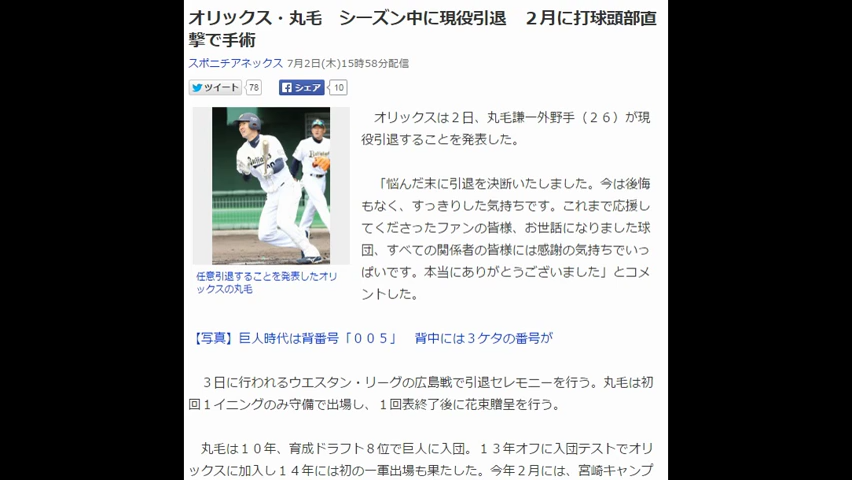 オリックス・丸毛　シーズン中に現役引退　２月に打球頭部直
撃で手術
スポニチアネックス 7月2日(木)15時58分配信
ツイート 78 シェア 10
オリックスは２日、丸毛謙一外野手（２６）が現
役引退することを発表した。
「悩んだ末に引退を決断いたしました。今は後悔
もなく、すっきりした気持ちです。これまで応援し
てくださったファンの皆様、お世話になりました球
団、すべての関係者の皆様には感謝の気持ちでいっ
ぱいです。本当にありがとうございました」とコメ
ントした。
任意引退することを発表したオリ
ックスの丸毛
【写真】巨人時代は背番号「００５」　背中には３ケタの番号が
３日に行われるウエスタン・リーグの広島戦で引退セレモニーを行う。丸毛は初
回１イニングのみ守備で出場し、１回表終了後に花束贈呈を行う。
丸毛は１０年、育成ドラフト８位で巨人に入団。１３年オフに入団テストでオリ
ックスに加入し１４年には初の一軍出場も果たした。今年２月には、宮崎キャンプ